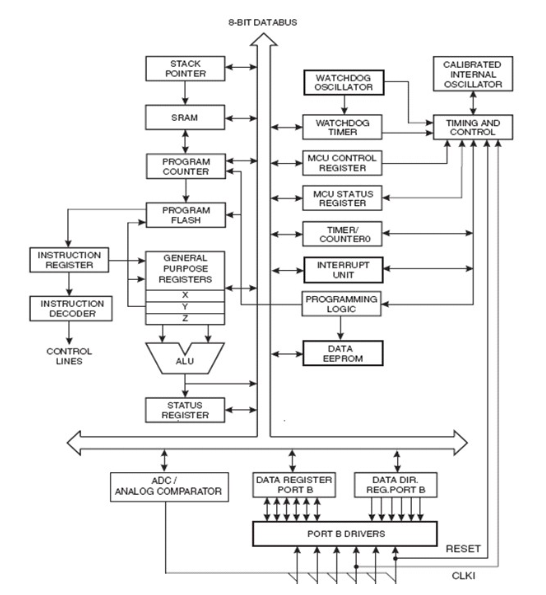 8-BIT DATABUS
STACK
POINTER
SRAM
PROGRAM
COUNTER
PROGRAM
FLASH
INSTRUCTION
REGISTER
INSTRUCTION
DECODER
CONTROL
LINES
GENERAL
PURPOSE
REGISTERS
X
Y
Z
ALU
STATUS
REGISTER
WATCHDOG
OSCILLATOR
WATCHDOG
TIMER
MCU CONTROL
REGISTER
MCU STATUS
REGISTER
TIMER/
COUNTER0
INTERRUPT
UNIT
PROGRAMMING
LOGIC
DATA
EEPROM
CALIBRATED
INTERNAL
OSCILLATOR
TIMING AND
CONTROL
ADC /
ANALOG COMPARATOR
DATA REGISTER
PORT B
DATA DIR.
REG.PORT B
PORT B DRIVERS
RESET
CLKI